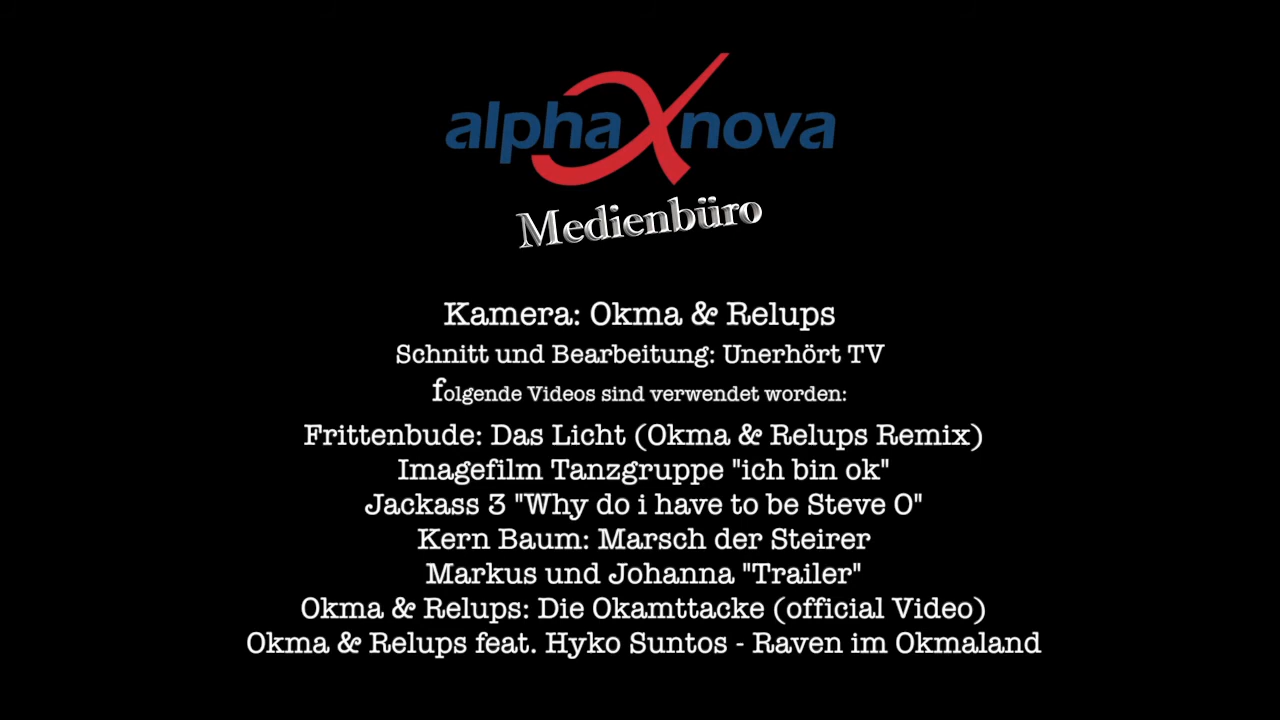 alpha nova
Medienbüro
Kamera: Okma & Relups
Schnitt und Bearbeitung: Unerhört TV
folgende Videos sind verwendet worden:
Frittenbude: Das Licht (Okma & Relups Remix)
Imagefilm Tanzgruppe "ich bin ok"
Jackass 3 "Why do i have to be Steve O"
Kern Baum: Marsch der Steirer
Markus und Johanna "Trailer"
Okma & Relups: Die Okamttacke (official Video)
Okma & Relups feat. Hyko Suntos - Raven im Okmaland